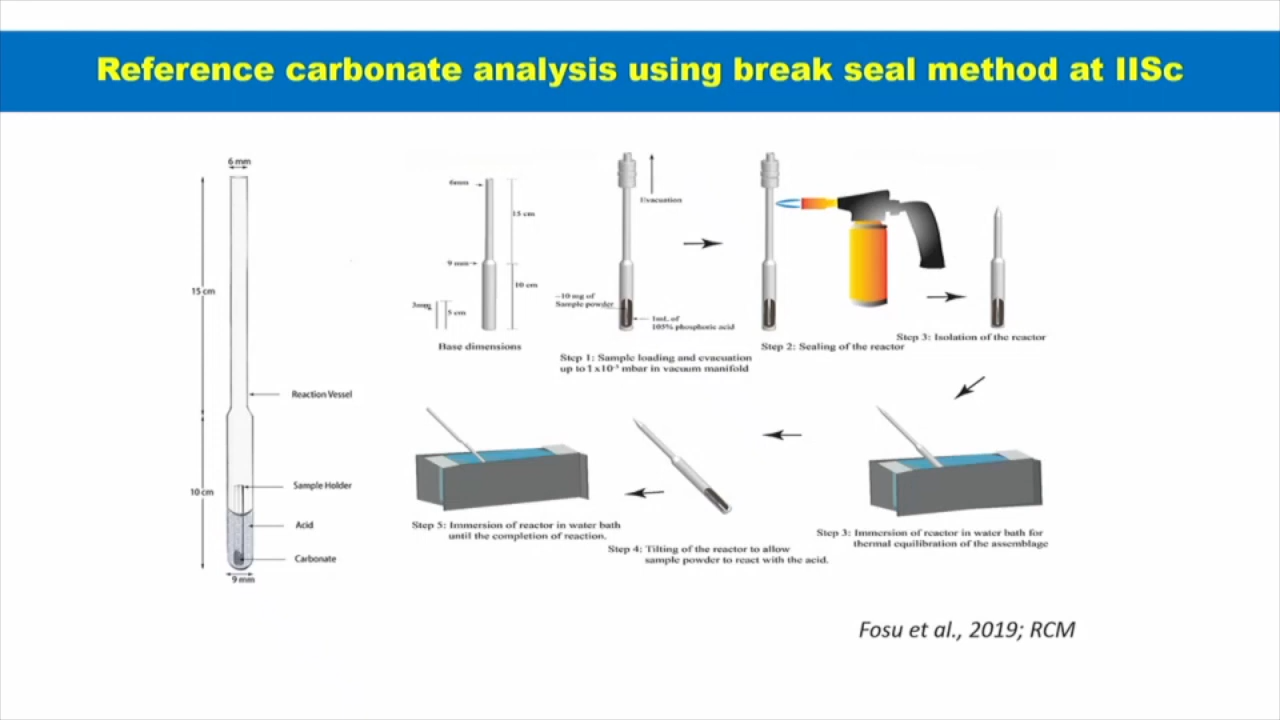 Reference carbonate analysis using break seal method at IISc
6 mm
15 cm
Reaction Vessel
10 cm
Sample Holder
Acid
Carbonate
9 mm
6mm
15 cm
9 mm
10 cm
3mm
5 cm
Base dimensions
Evacuation
~10 mg of
Sample powder
1mL of
105% phosphoric acid
Step 1: Sample loading and evacuation
up to 1 x10⁻³ mbar in vacuum manifold
Step 2: Sealing of the reactor
Step 3: Isolation of the reactor
Step 3: Immersion of reactor in water bath for
thermal equilibration of the assemblage
Step 4: Tilting of the reactor to allow
sample powder to react with the acid.
Step 5: Immersion of reactor in water bath
until the completion of reaction.
Fosu et al., 2019; RCM